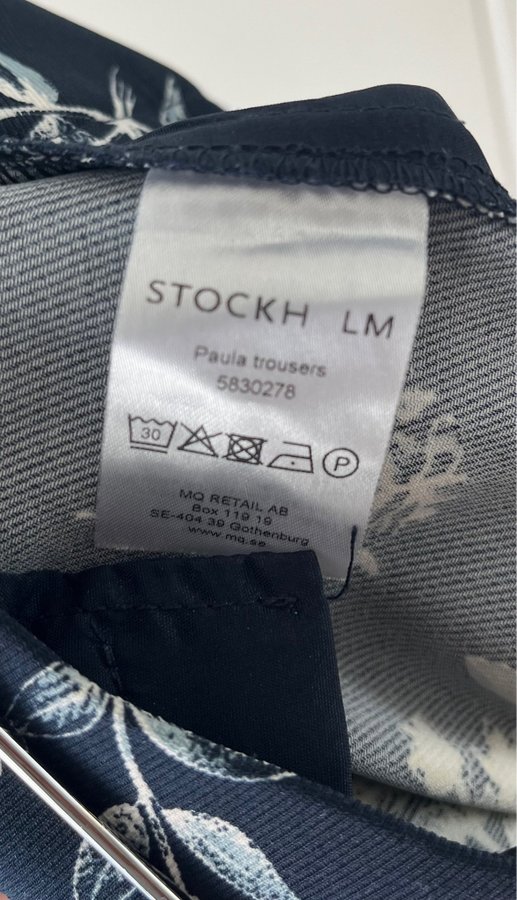 STOCKH LM
Paula trousers
5830278
30 P
MQ RETAIL AB
Box 119 19
SE-404 39 Gothenburg
www.mq.se